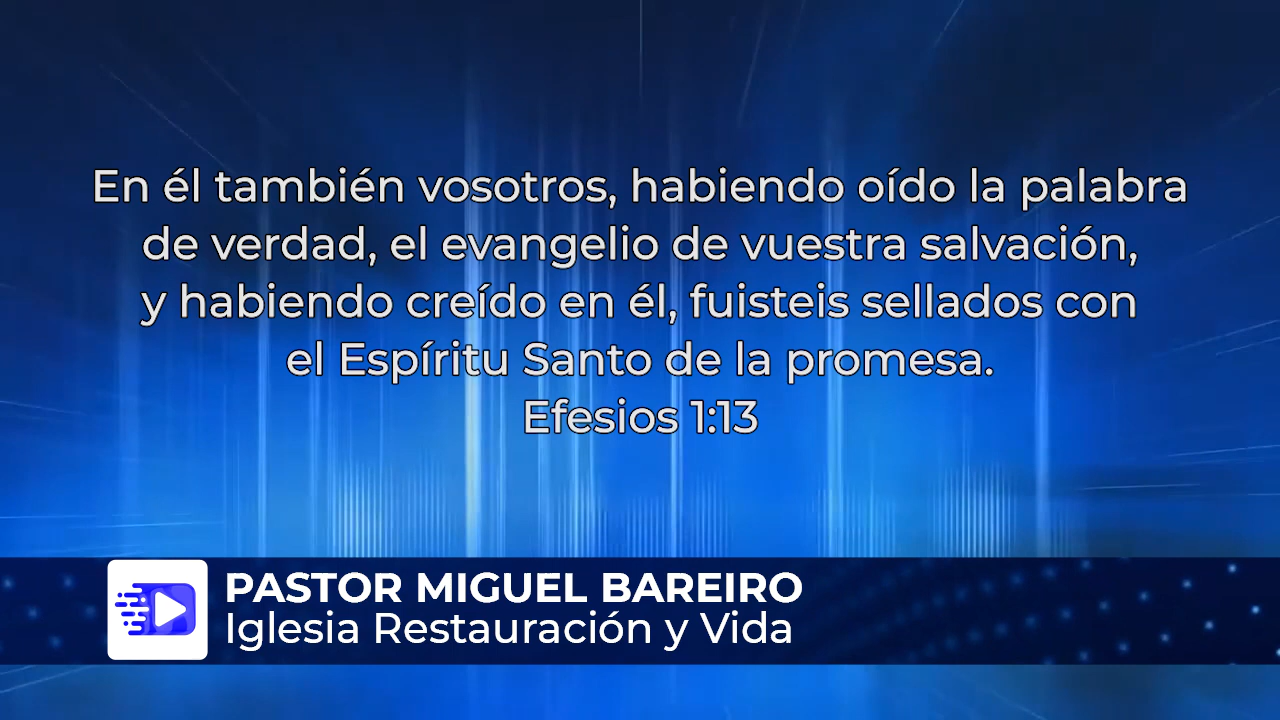 En él también vosotros, habiendo oído la palabra
de verdad, el evangelio de vuestra salvación,
y habiendo creído en él, fuisteis sellados con
el Espíritu Santo de la promesa.
Efesios 1:13
PASTOR MIGUEL BAREIRO
Iglesia Restauración y Vida